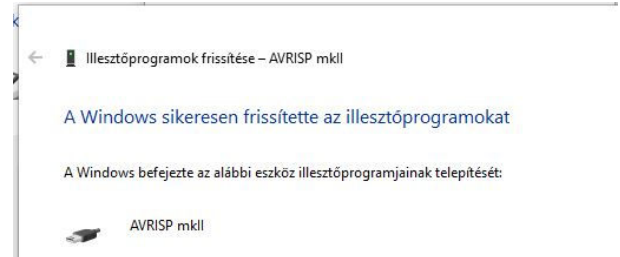 Illesztőprogramok frissítése – AVRISP mkII
A Windows sikeresen frissítette az illesztőprogramokat
A Windows befejezte az alábbi eszköz illesztőprogramjainak telepítését:
AVRISP mkII